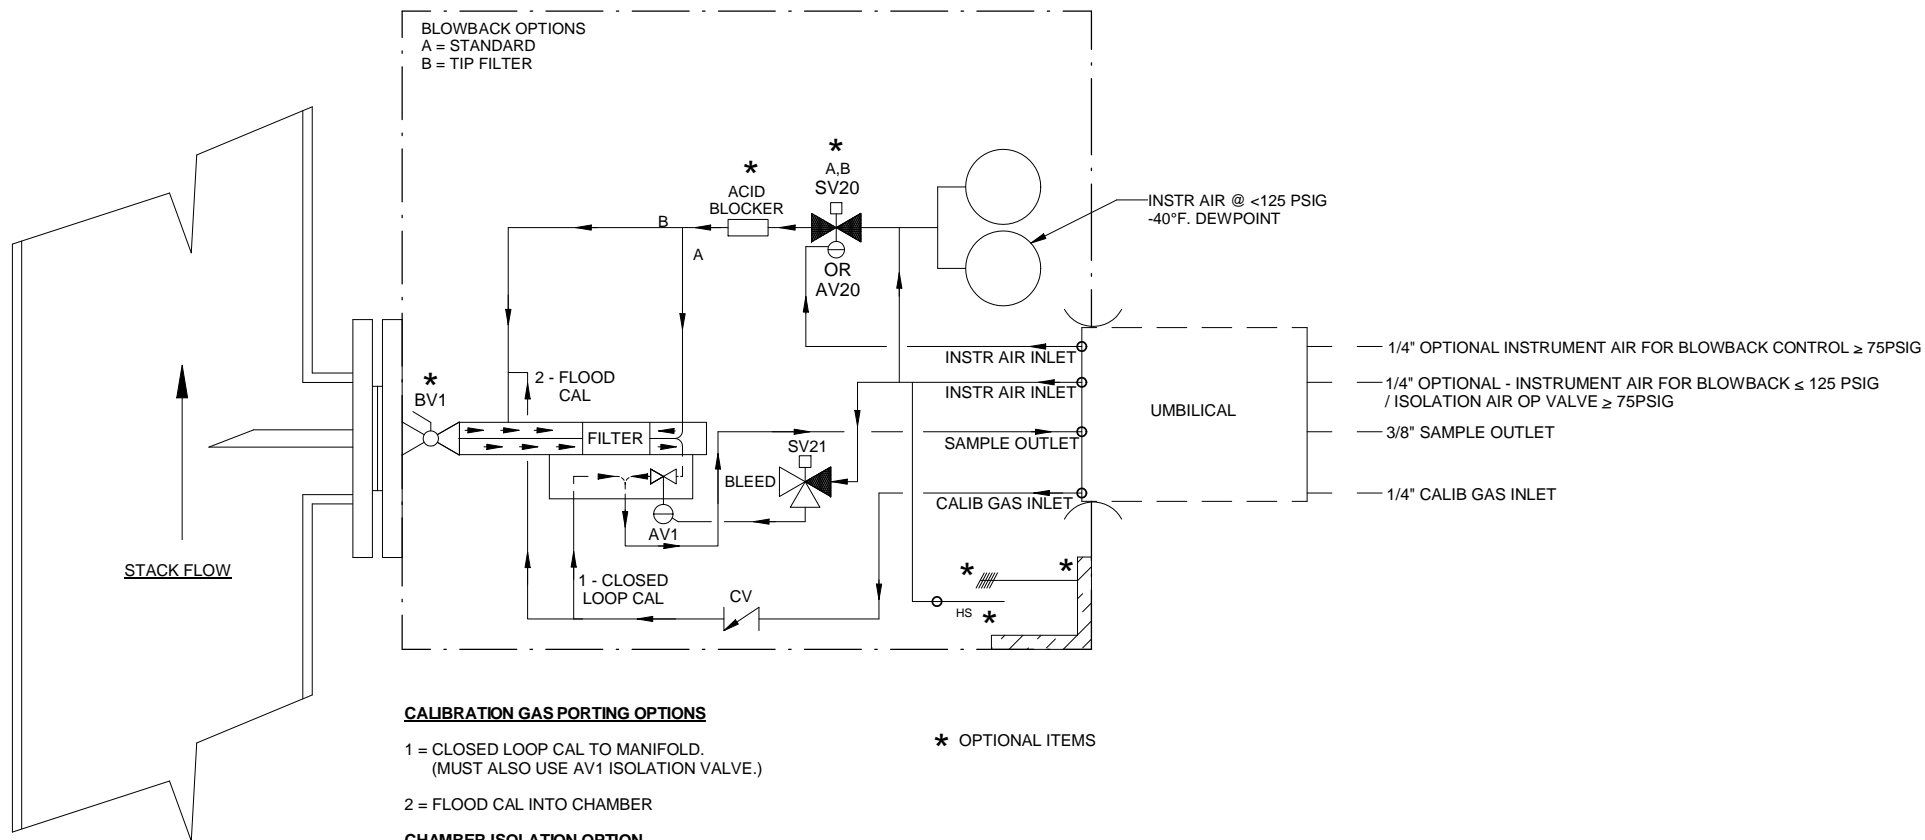 BLOWBACK OPTIONS
A = STANDARD
B = TIP FILTER
*
A,B
SV20
*
ACID
BLOCKER
OR
AV20
B
A
INSTR AIR @ <125 PSIG
-40°F. DEWPOINT
2 - FLOOD
CAL
*
BV1
FILTER
INSTR AIR INLET
INSTR AIR INLET
SAMPLE OUTLET
CALIB GAS INLET
SV21
BLEED
AV1
UMBILICAL
1/4" OPTIONAL INSTRUMENT AIR FOR BLOWBACK CONTROL ≥ 75PSIG
1/4" OPTIONAL - INSTRUMENT AIR FOR BLOWBACK ≤ 125 PSIG
/ ISOLATION AIR OP VALVE ≥ 75PSIG
3/8" SAMPLE OUTLET
1/4" CALIB GAS INLET
STACK FLOW
1 - CLOSED
LOOP CAL
CV
*
*
HS
*
CALIBRATION GAS PORTING OPTIONS
1 = CLOSED LOOP CAL TO MANIFOLD.
(MUST ALSO USE AV1 ISOLATION VALVE.)
2 = FLOOD CAL INTO CHAMBER
* OPTIONAL ITEMS
CHAMBER ISOLATION OPTION